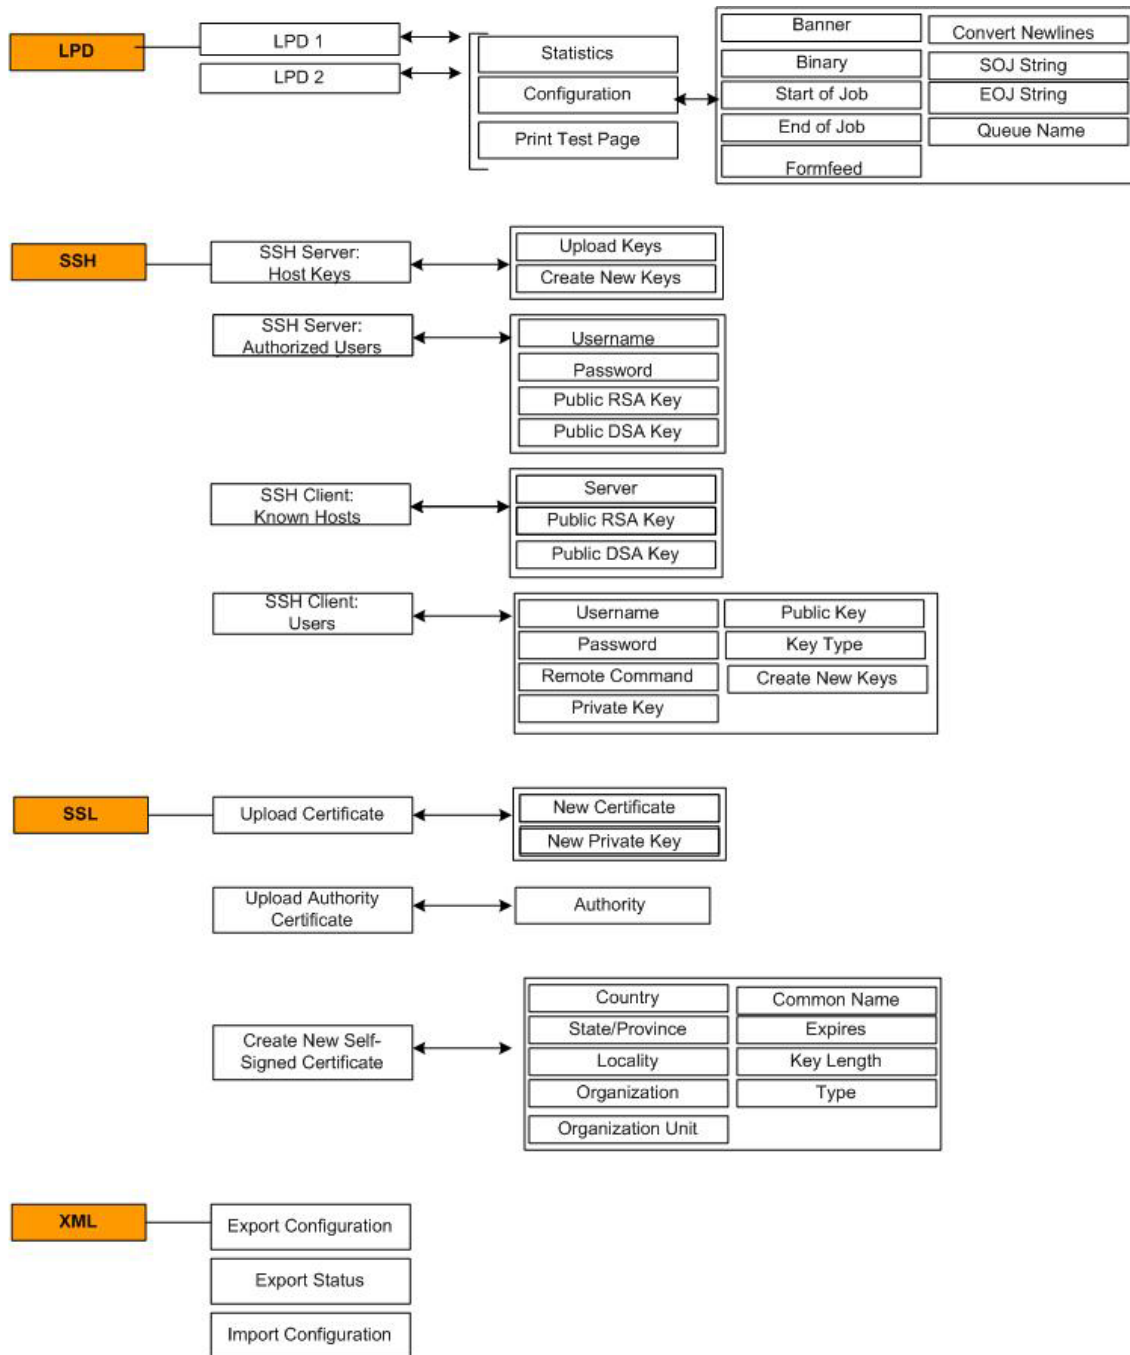 LPD
LPD 1
LPD 2
Statistics
Configuration
Print Test Page
Banner
Binary
Start of Job
End of Job
Formfeed
Convert Newlines
SOJ String
EOJ String
Queue Name
SSH
SSH Server:
Host Keys
Upload Keys
Create New Keys
SSH Server:
Authorized Users
Username
Password
Public RSA Key
Public DSA Key
SSH Client:
Known Hosts
Server
Public RSA Key
Public DSA Key
SSH Client:
Users
Username
Password
Remote Command
Private Key
Public Key
Key Type
Create New Keys
SSL
Upload Certificate
New Certificate
New Private Key
Upload Authority
Certificate
Authority
Create New Self-
Signed Certificate
Country
State/Province
Locality
Organization
Organization Unit
Common Name
Expires
Key Length
Type
XML
Export Configuration
Export Status
Import Configuration